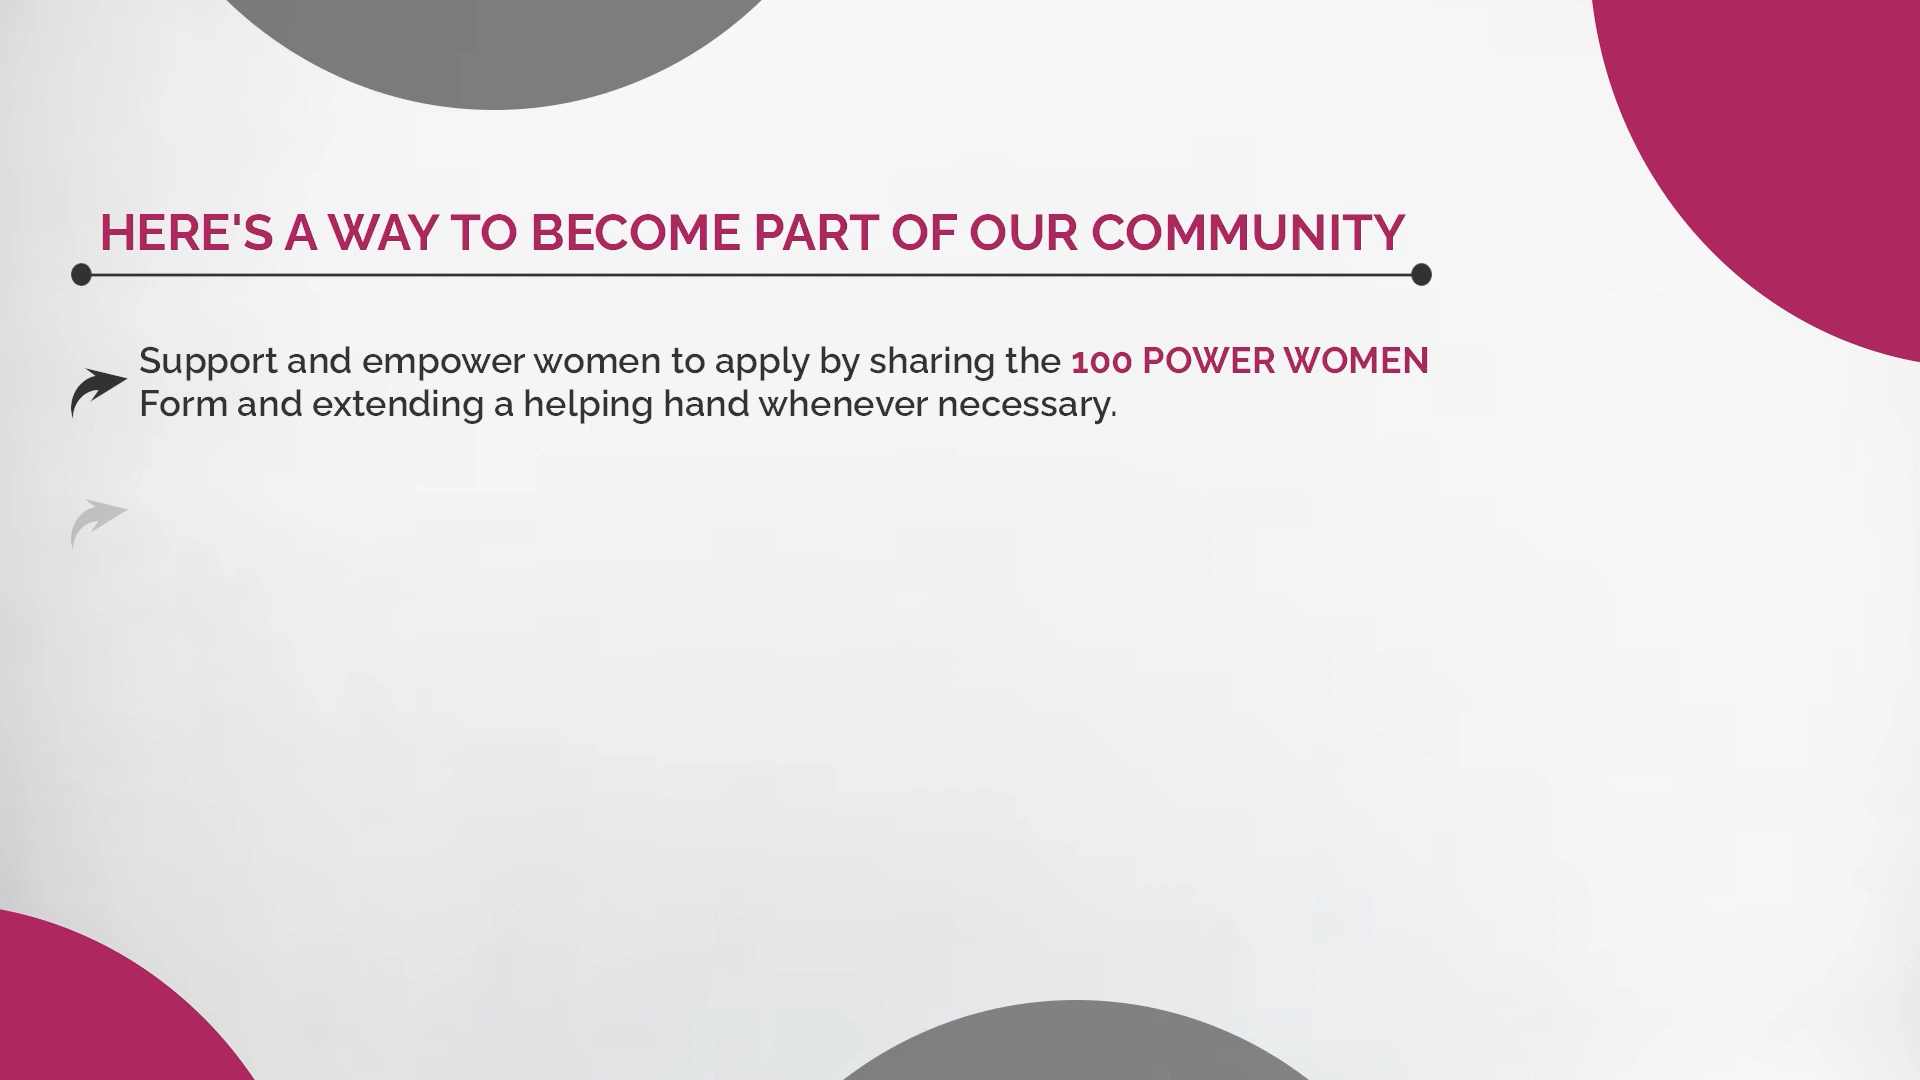 HERE'S A WAY TO BECOME PART OF OUR COMMUNITY
Support and empower women to apply by sharing the 100 POWER WOMEN
Form and extending a helping hand whenever necessary.